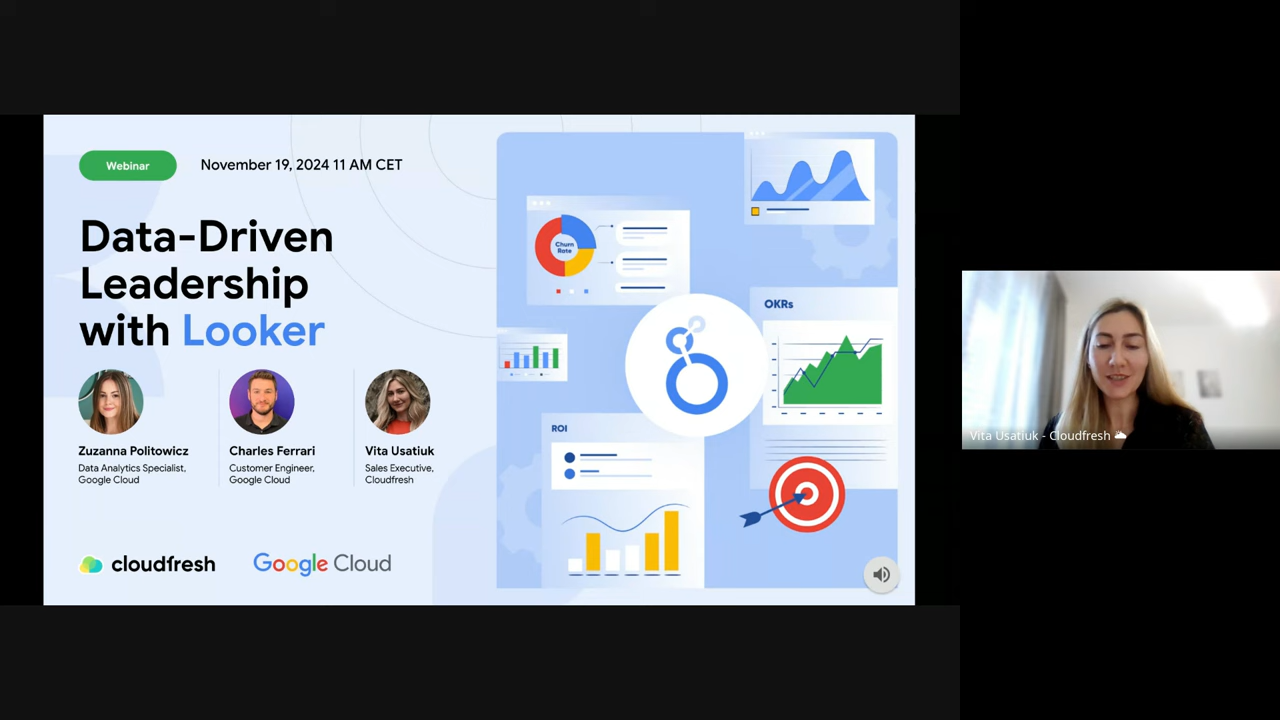 Webinar
November 19, 2024 11 AM CET
Data-Driven
Leadership
with Looker
Zuzanna Politowicz
Data Analytics Specialist,
Google Cloud
Charles Ferrari
Customer Engineer,
Google Cloud
Vita Usatiuk
Sales Executive,
Cloudfresh
cloudfresh
Google Cloud
Churn
Rate
OKRs
ROI
Vita Usatiuk - Cloudfresh 🌥️